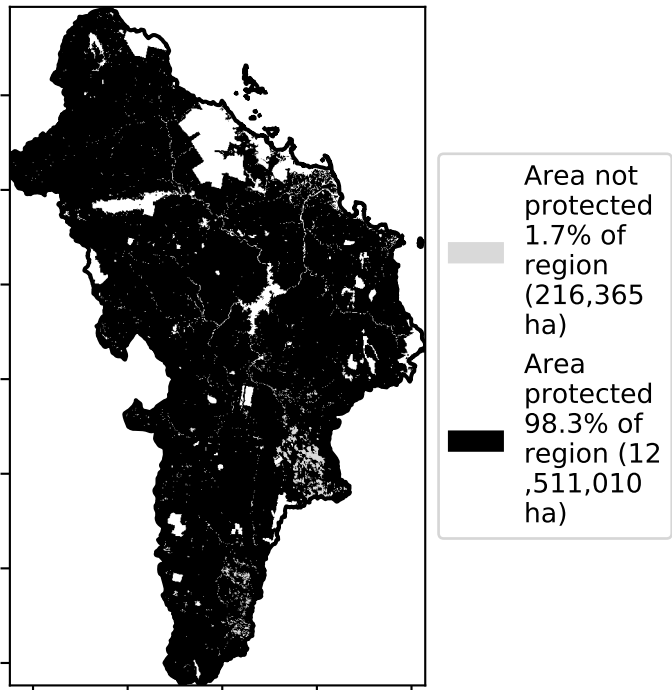 Area not
protected
1.7% of
region
(216,365
ha)
Area
protected
98.3% of
region (12
,511,010
ha)